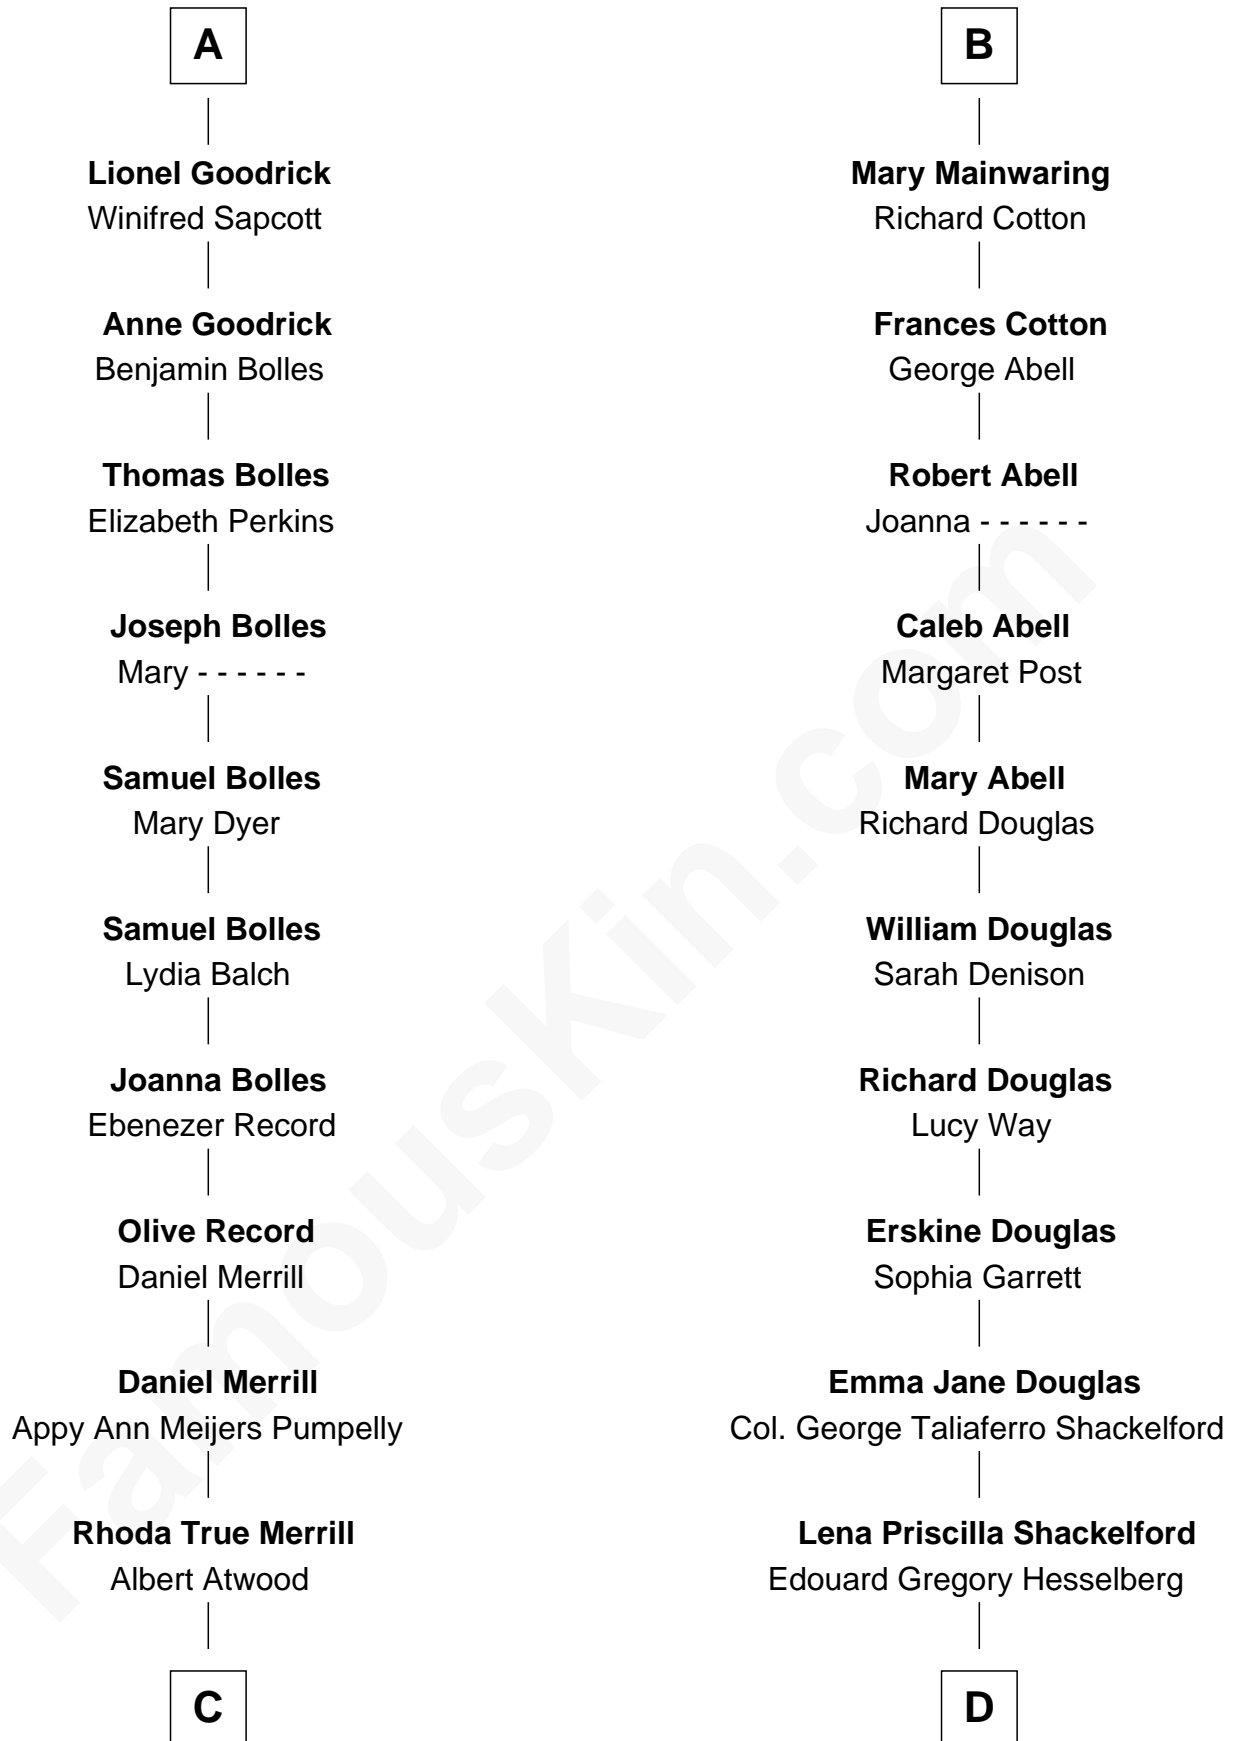 A
Lionel Goodrick
Winifred Sapcott
Anne Goodrick
Benjamin Bolles
Thomas Bolles
Elizabeth Perkins
Joseph Bolles
Mary - - - - - -
Samuel Bolles
Mary Dyer
Samuel Bolles
Lydia Balch
Joanna Bolles
Ebenezer Record
Olive Record
Daniel Merrill
Daniel Merrill
Appy Ann Meijers Pumpelly
Rhoda True Merrill
Albert Atwood
C
B
Mary Mainwaring
Richard Cotton
Frances Cotton
George Abell
Robert Abell
Joanna - - - - - -
Caleb Abell
Margaret Post
Mary Abell
Richard Douglas
William Douglas
Sarah Denison
Richard Douglas
Lucy Way
Erskine Douglas
Sophia Garrett
Emma Jane Douglas
Col. George Taliaferro Shackelford
Lena Priscilla Shackelford
Edouard Gregory Hesselberg
D
FamousKin.com